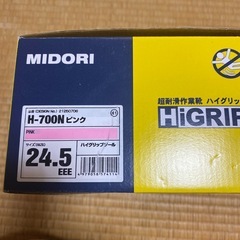 MIDORI
H-700N ピンク
PINK
24.5
EEE
超耐滑作業靴 ハイグリップ
HiGRIP
ハイグリップソール